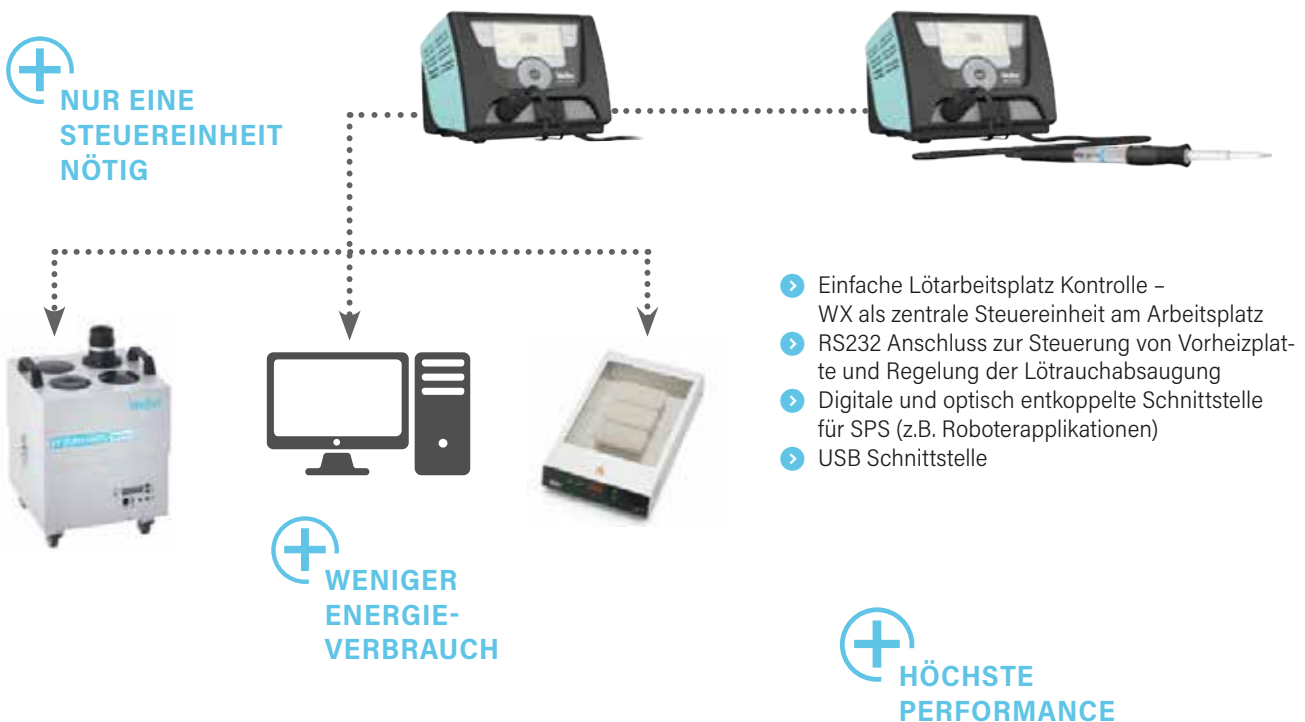 NUR EINE
STEUEREINHEIT
NÖTIG
Einfache Lötarbeitsplatz Kontrolle –
WX als zentrale Steuereinheit am Arbeitsplatz
RS232 Anschluss zur Steuerung von Vorheizplat-
te und Regelung der Lötrauchabsaugung
Digitale und optisch entkoppelte Schnittstelle
für SPS (z.B. Roboterapplikationen)
USB Schnittstelle
Weller
WENIGER
ENERGIE-
VERBRAUCH
HÖCHSTE
PERFORMANCE